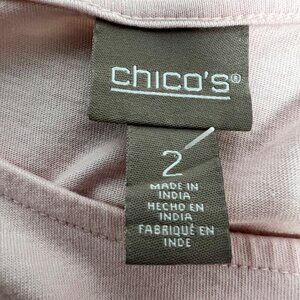 chico's®
2
MADE IN
INDIA
HECHO EN
INDIA
FABRIQUÉ EN
INDE